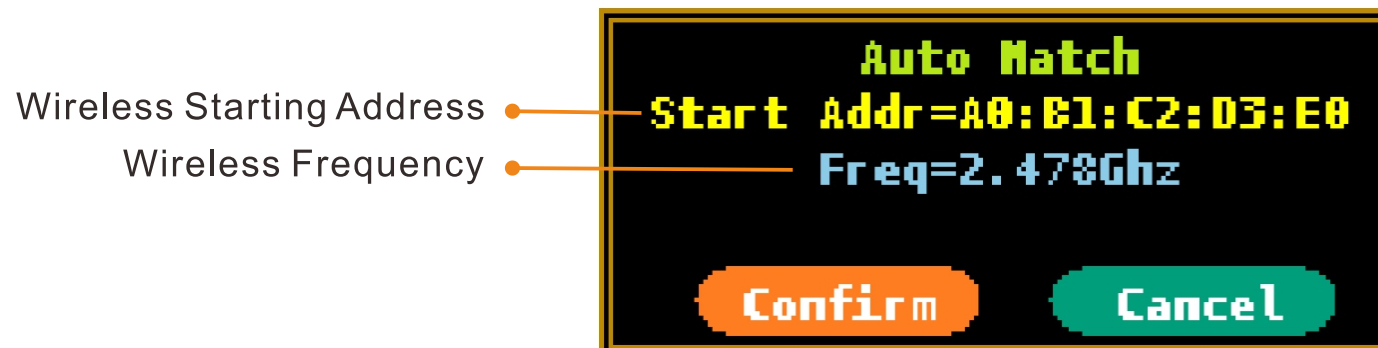 Auto Match
Wireless Starting Address
Start Addr=A0:B1:C2:D3:E0
Wireless Frequency
Freq=2.478Ghz
Confirm
Cancel